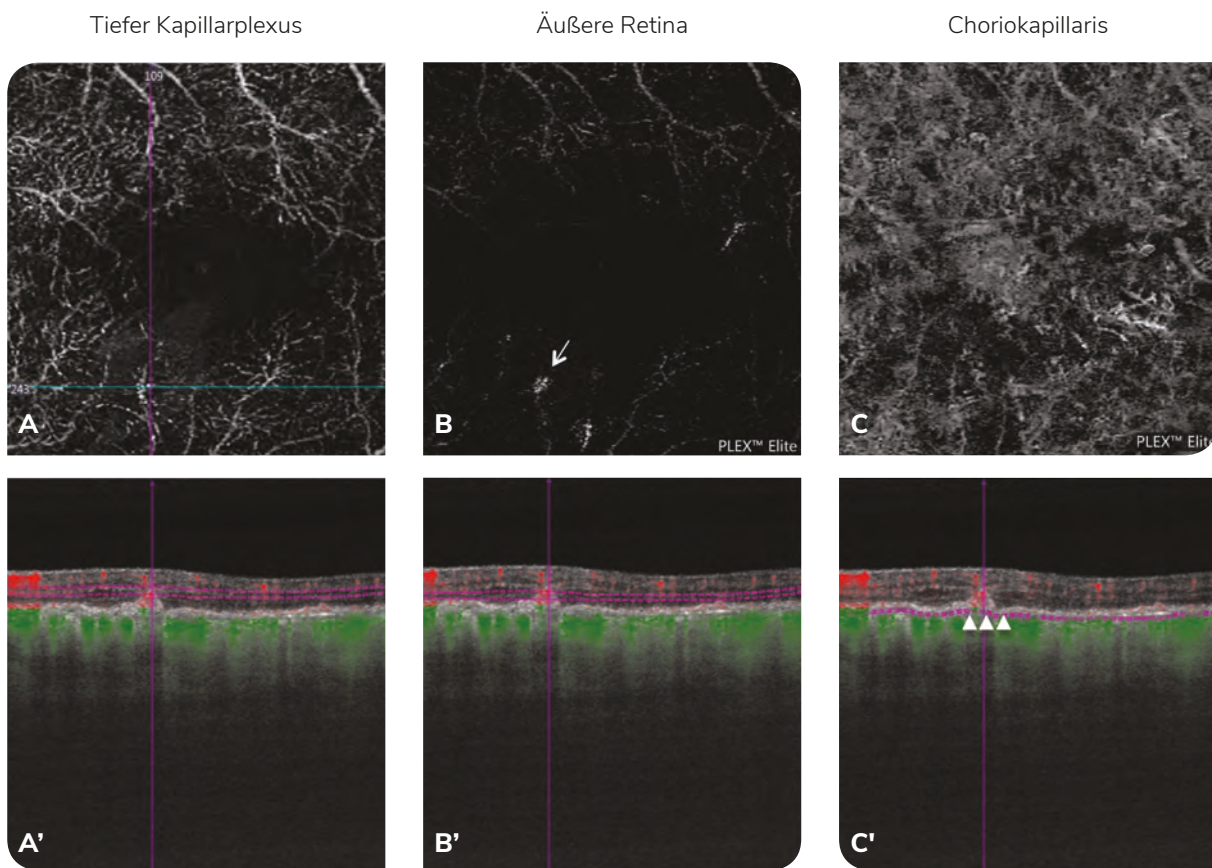 Tiefer Kapillarplexus
Äußere Retina
Choriokapillaris
109
243
A
B
PLEX™ Elite
C
PLEX™ Elite
A’
B’
C'